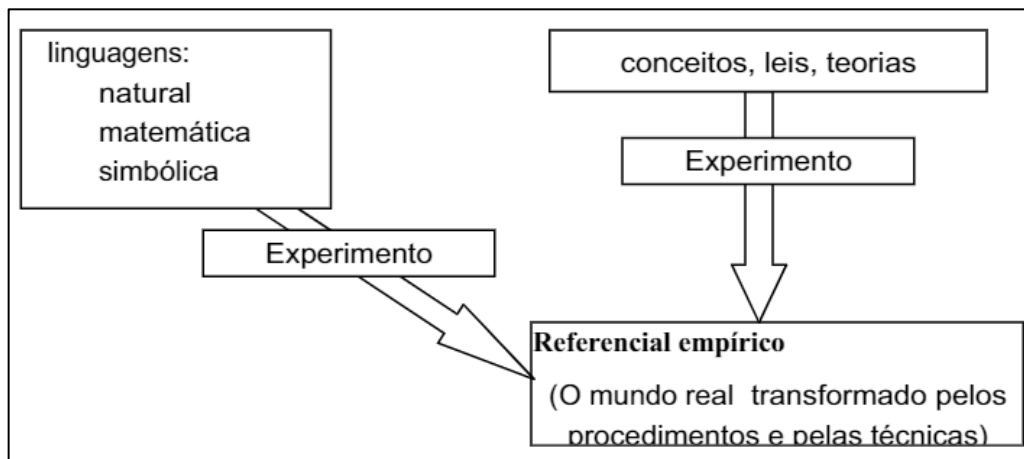 linguagens:
natural
matemática
simbólica
conceitos, leis, teorias
Experimento
Experimento
Referencial empírico
(O mundo real transformado pelos
procedimentos e pelas técnicas)